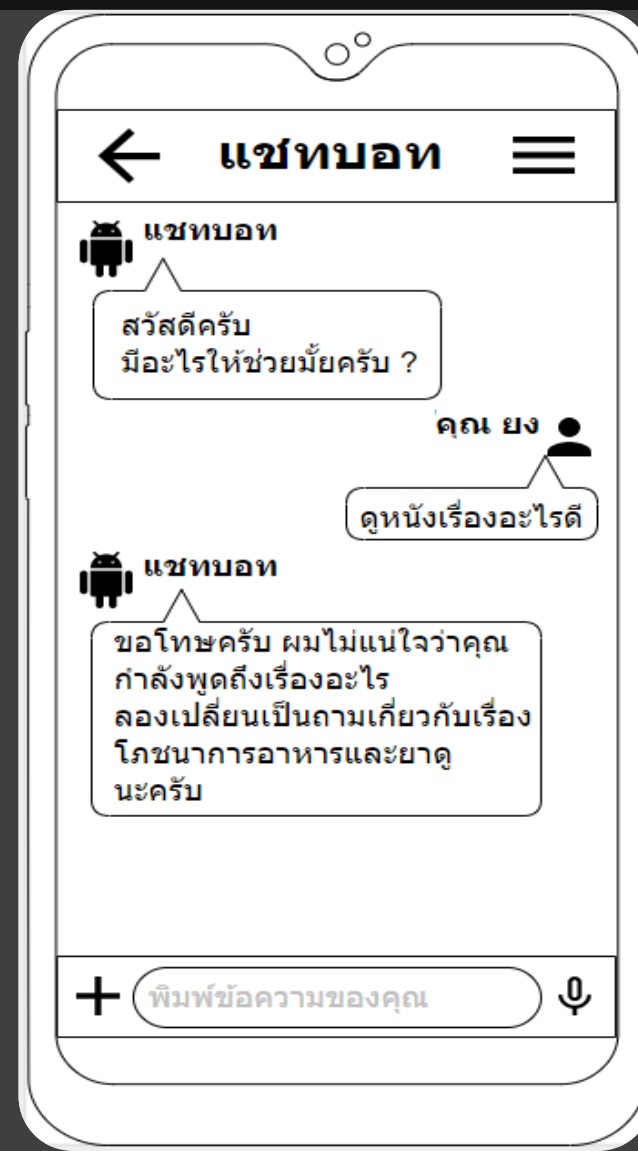 แชทบอท
แชทบอท
สวัสดีครับ
มีอะไรให้ช่วยมั้ยครับ ?
คุณ ยง
ดูหนังเรื่องอะไรดี
แชทบอท
ขอโทษครับ ผมไม่แน่ใจว่าคุณ
กำลังพูดถึงเรื่องอะไร
ลองเปลี่ยนเป็นถามเกี่ยวกับเรื่อง
โภชนาการอาหารและยาดู
นะครับ
พิมพ์ข้อความของคุณ